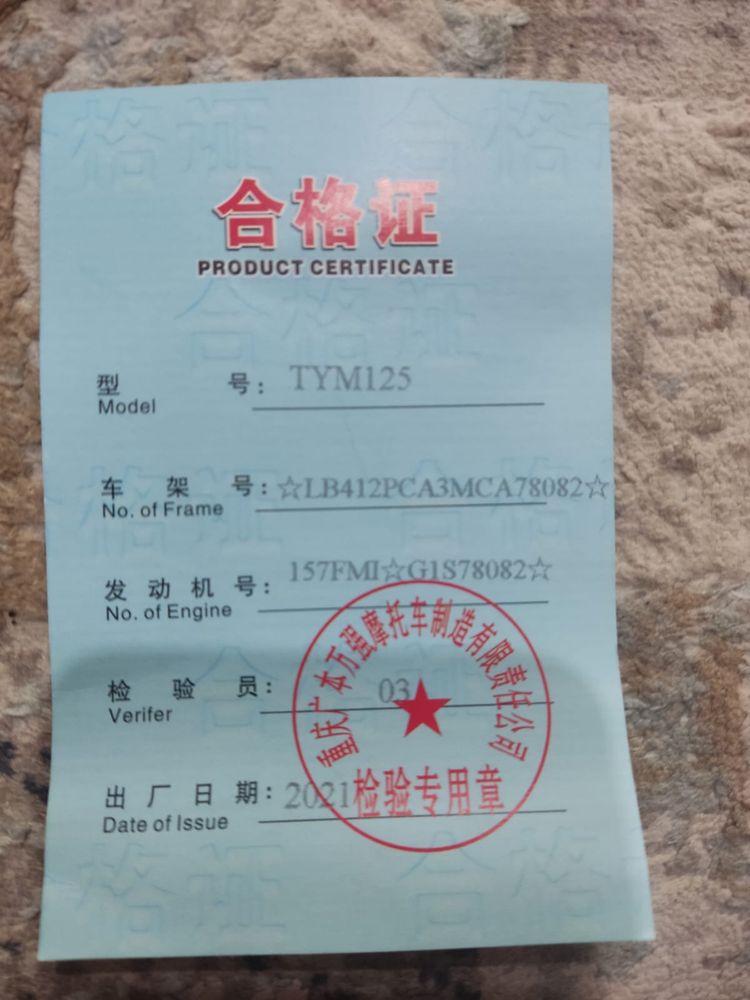 合格证
PRODUCT CERTIFICATE
型号: TYM125
Model
车架号: ☆LB412PCA3MCA78082☆
No. of Frame
发动机号: 157FMI☆G1S78082☆
No. of Engine
检验员: 03
Verifer
出厂日期: 2021
Date of Issue
重庆广本万强摩托车制造有限责任公司
检验专用章